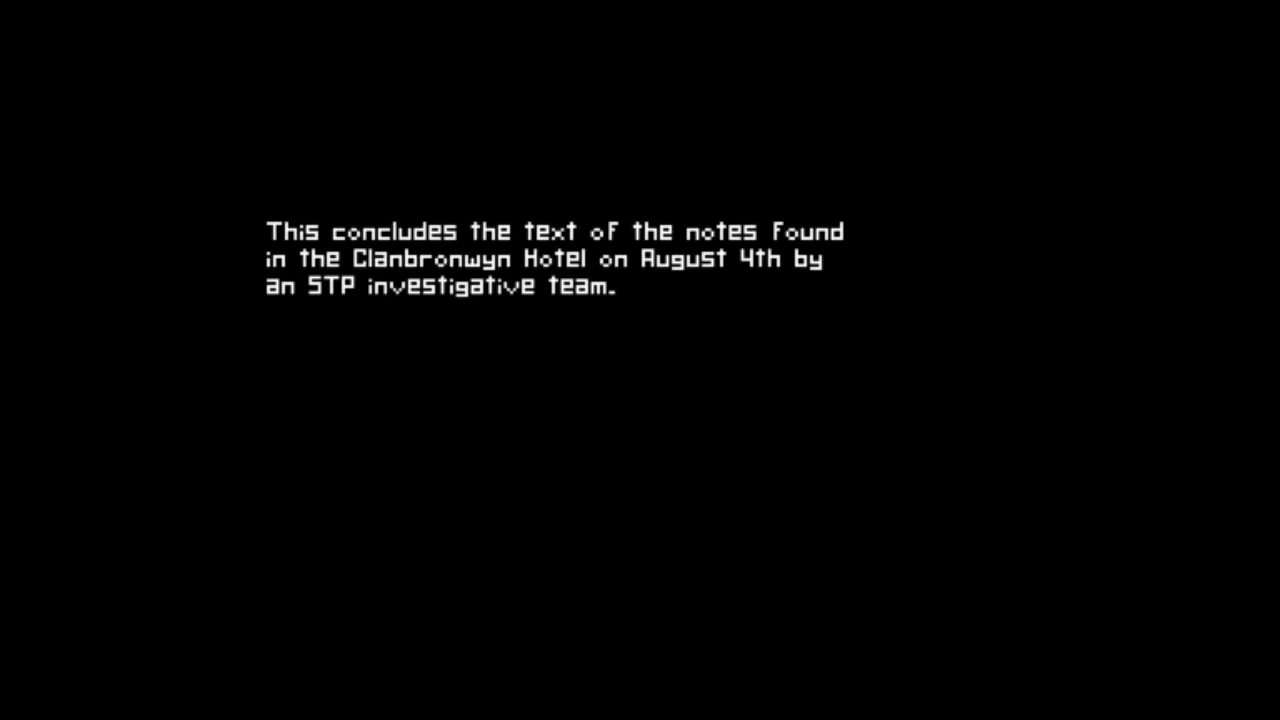 This concludes the text of the notes found
in the Clanbronwyn Hotel on August 4th by
an STP investigative team.